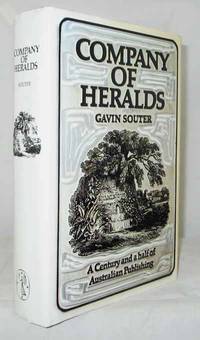 COMPANY
OF
HERALDS
GAVIN SOUTER
A Century and a half of
Australian Publishing
COMPANY
OF
HERALDS
SOUTER